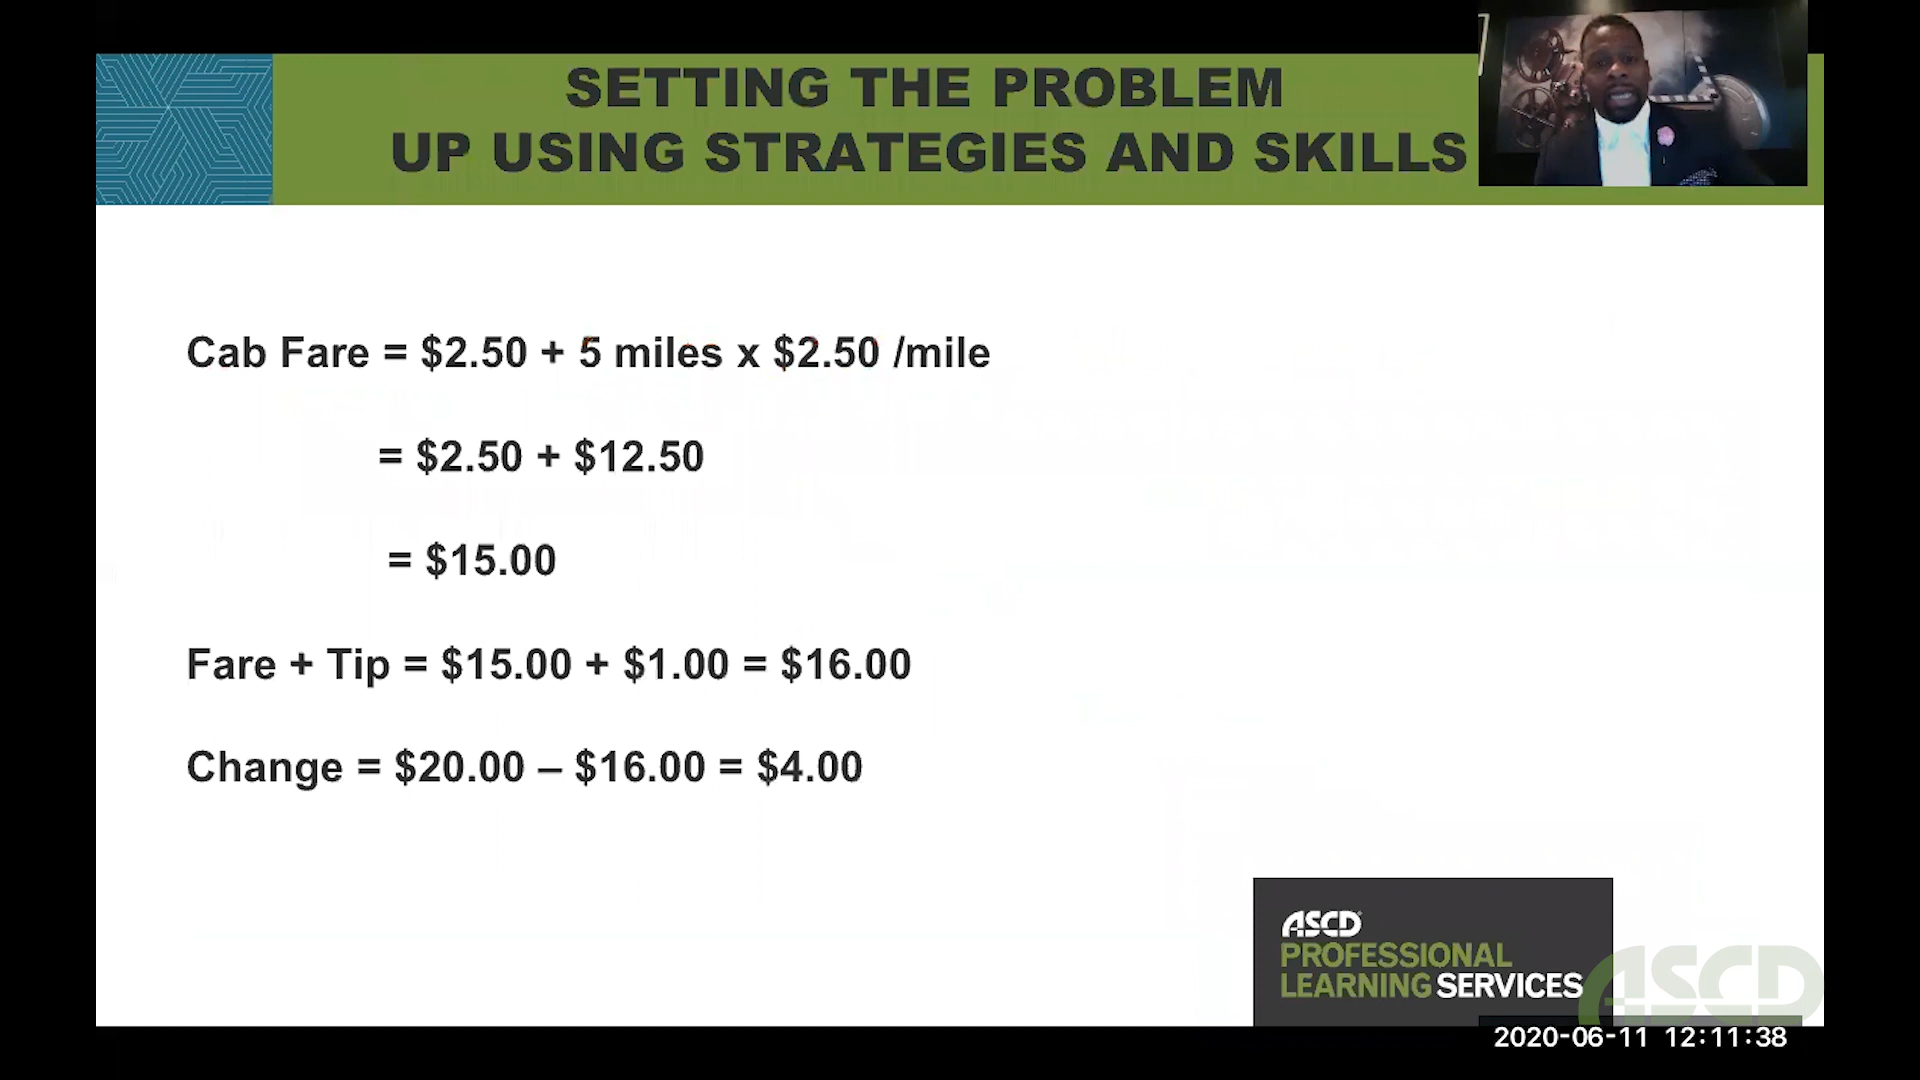 SETTING THE PROBLEM
UP USING STRATEGIES AND SKILLS
Cab Fare = $2.50 + 5 miles x $2.50 /mile
= $2.50 + $12.50
= $15.00
Fare + Tip = $15.00 + $1.00 = $16.00
Change = $20.00 – $16.00 = $4.00
ASCD
PROFESSIONAL
LEARNING SERVICES
ASCD
2020-06-11 12:11:38